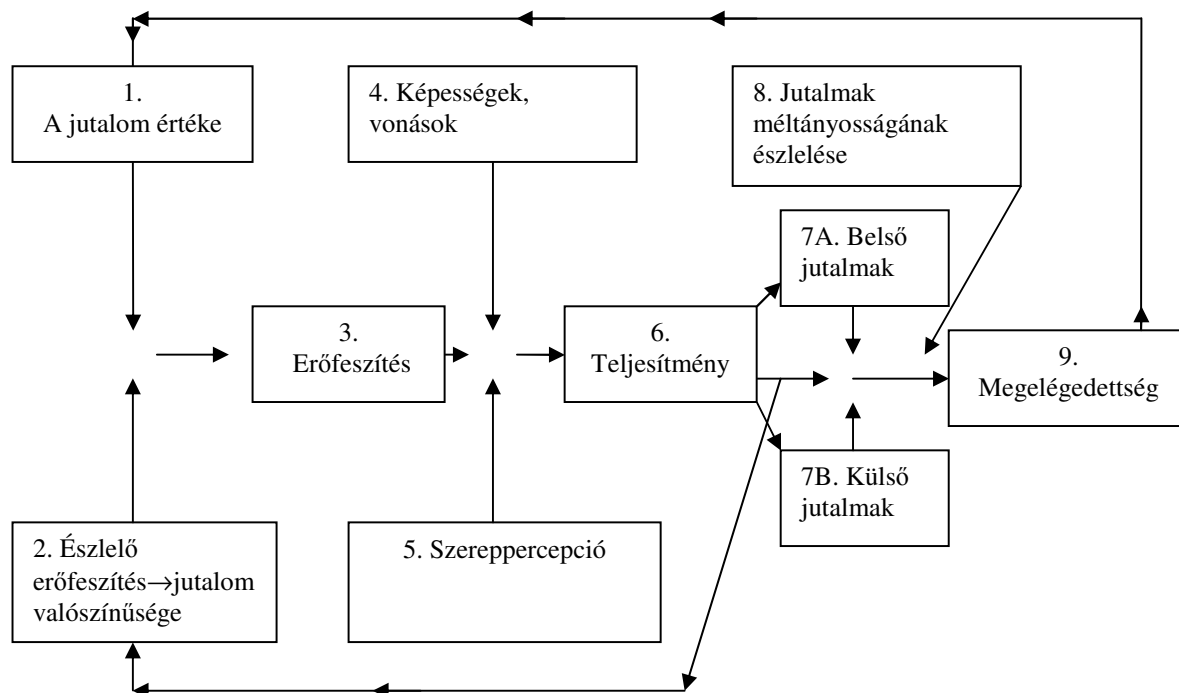 1.
A jutalom értéke
4. Képességek,
vonások
8. Jutalmak
méltányosságának
észlelése
7A. Belső
jutalmak
3.
Erőfeszítés
6.
Teljesítmény
9.
Megelégedettség
7B. Külső
jutalmak
2. Észlelő
erőfeszítés→jutalom
valószínűsége
5. Szereppercepció